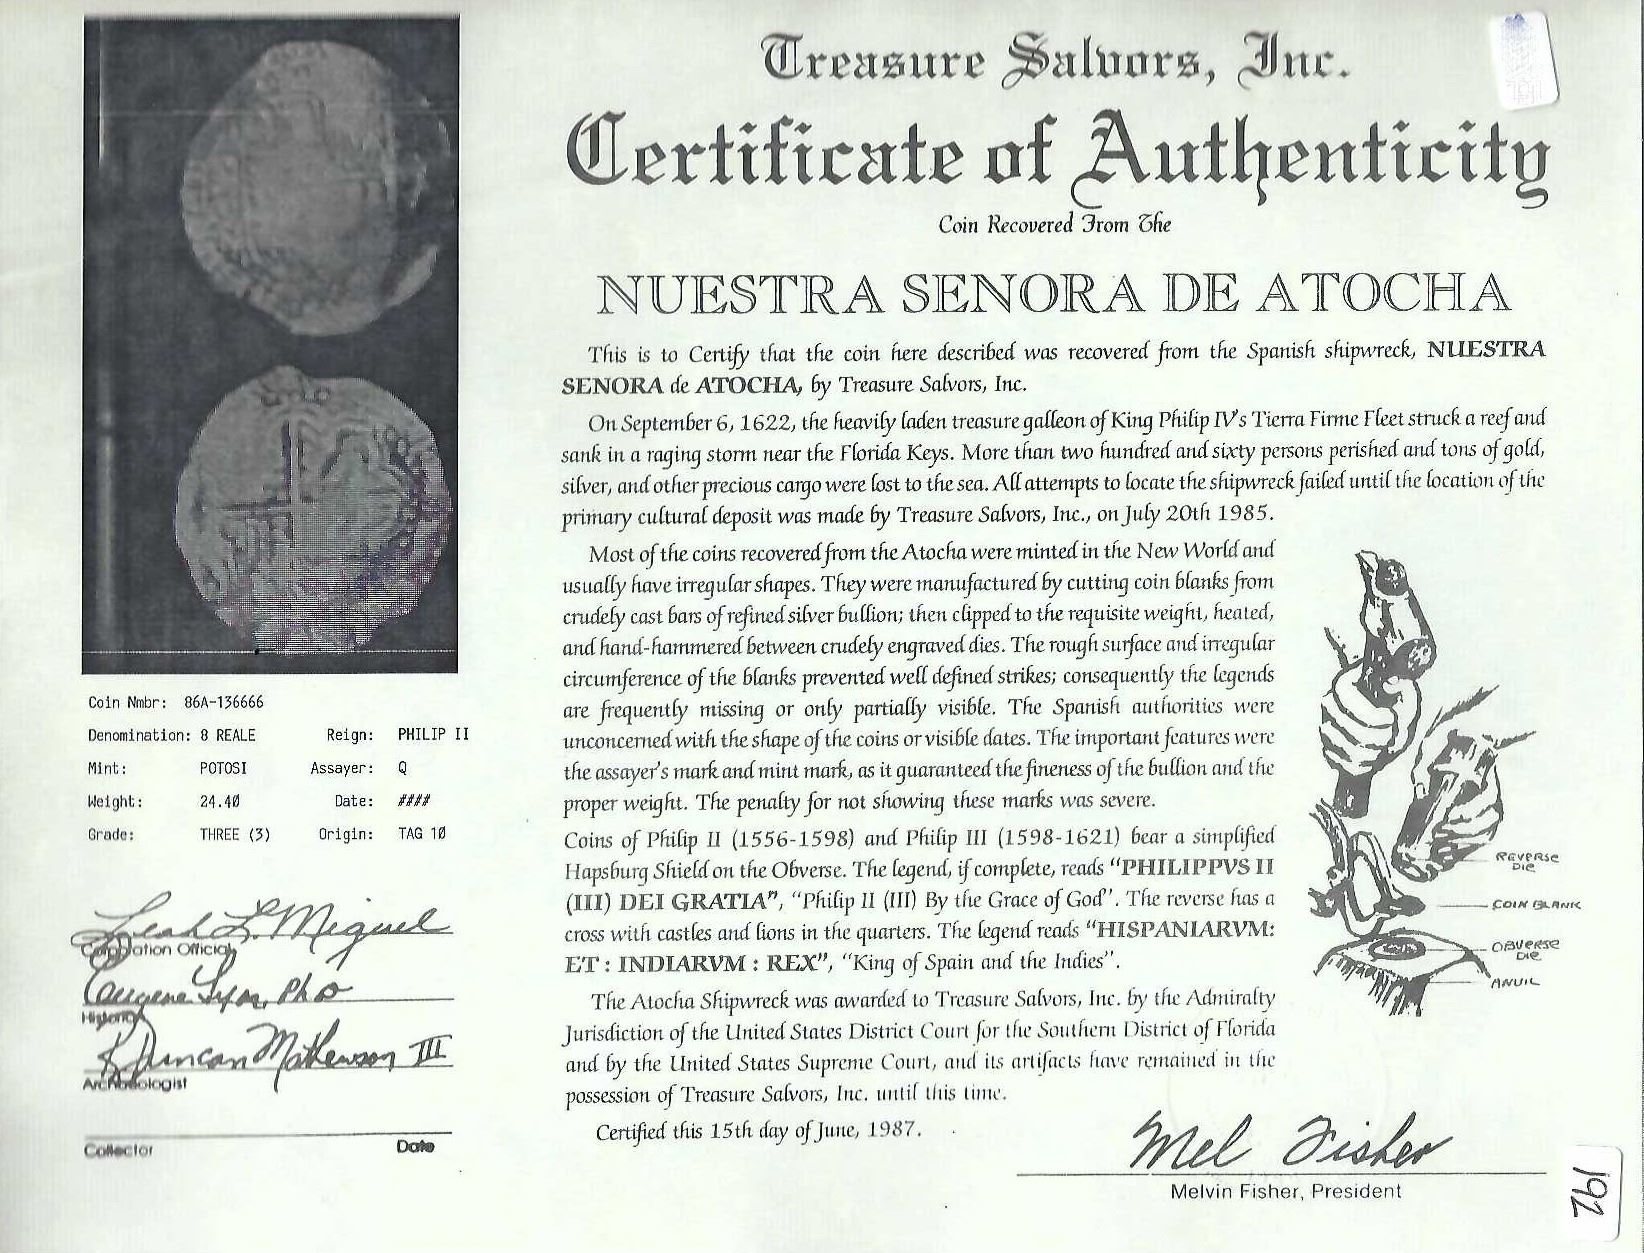 Treasure Salvors, Inc.
Certificate of Authenticity
Coin Recovered From The
NUESTRA SENORA DE ATOCHA
This is to Certify that the coin here described was recovered from the Spanish shipwreck, NUESTRA
SENORA de ATOCHA, by Treasure Salvors, Inc.
On September 6, 1622, the heavily laden treasure galleon of King Philip IV's Tierra Firme Fleet struck a reef and
sank in a raging storm near the Florida Keys. More than two hundred and sixty persons perished and tons of gold,
silver, and other precious cargo were lost to the sea. All attempts to locate the shipwreck failed until the location of the
primary cultural deposit was made by Treasure Salvors, Inc., on July 20th 1985.
Most of the coins recovered from the Atocha were minted in the New World and
usually have irregular shapes. They were manufactured by cutting coin blanks from
crudely cast bars of refined silver bullion; then clipped to the requisite weight, heated,
and hand-hammered between crudely engraved dies. The rough surface and irregular
circumference of the blanks prevented well defined strikes; consequently the legends
are frequently missing or only partially visible. The Spanish authorities were
unconcerned with the shape of the coins or visible dates. The important features were
the assayer's mark and mint mark, as it guaranteed the fineness of the bullion and the
proper weight. The penalty for not showing these marks was severe.
Coins of Philip II (1556-1598) and Philip III (1598-1621) bear a simplified
Hapsburg Shield on the Obverse. The legend, if complete, reads "PHILIPPVS II
(III) DEI GRATIA", "Philip II (III) By the Grace of God". The reverse has a
cross with castles and lions in the quarters. The legend reads "HISPANIARVM:
ET : INDIARVM : REX", "King of Spain and the Indies".
The Atocha Shipwreck was awarded to Treasure Salvors, Inc. by the Admiralty
Jurisdiction of the United States District Court for the Southern District of Florida
and by the United States Supreme Court, and its artifacts have remained in the
possession of Treasure Salvors, Inc. until this time.
Certified this 15th day of June, 1987.
Mel Fisher
Melvin Fisher, President
REVERSE
DIE
COIN BLANK
OBVERSE
DIE
ANVIL
Coin Nmbr: 86A-136666
Denomination: 8 REALE Reign: PHILIP II
Mint: POTOSI Assayer: Q
Weight: 24.40 Date: ####
Grade: THREE (3) Origin: TAG 10
Leah L. Miguel
Corporation Official
Eugene Lyon, PhD
Historian
R Duncan Mathewson III
Archaeologist
Collector Date
192